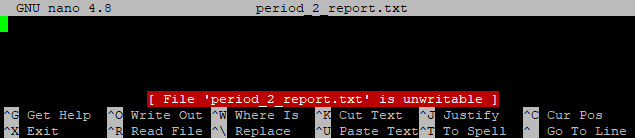 GNU nano 4.8 period_2_report.txt
[ File 'period_2_report.txt' is unwritable ]
^G Get Help ^O Write Out ^W Where Is ^K Cut Text ^J Justify ^C Cur Pos
^X Exit ^R Read File ^\ Replace ^U Paste Text ^T To Spell ^ Go To Line